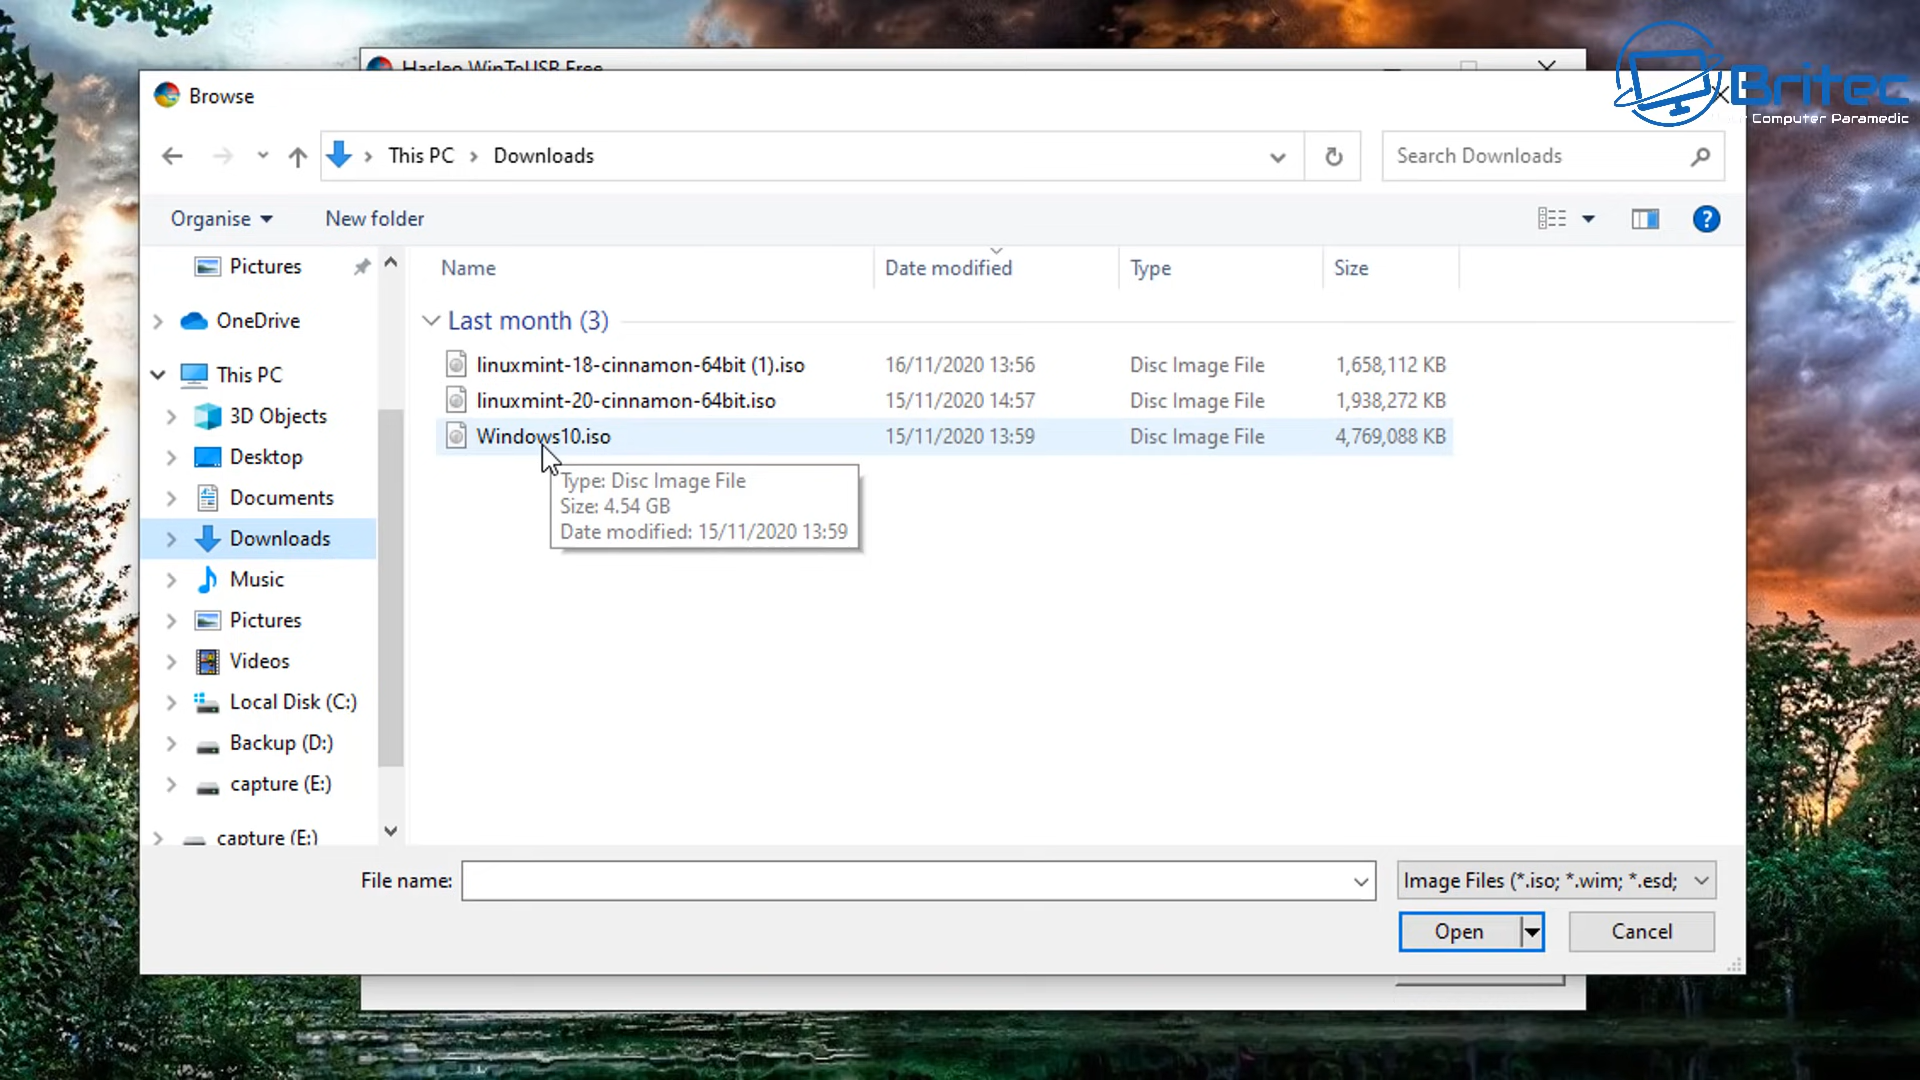 Hasleo WinToUSB Free
Browse
Britec
Your Computer Paramedic
This PC > Downloads
Search Downloads
Organise
New folder
Pictures
OneDrive
This PC
3D Objects
Desktop
Documents
Downloads
Music
Pictures
Videos
Local Disk (C:)
Backup (D:)
capture (E:)
capture (E:)
Name Date modified Type Size
Last month (3)
linuxmint-18-cinnamon-64bit (1).iso 16/11/2020 13:56 Disc Image File 1,658,112 KB
linuxmint-20-cinnamon-64bit.iso 15/11/2020 14:57 Disc Image File 1,938,272 KB
Windows10.iso 15/11/2020 13:59 Disc Image File 4,769,088 KB
Type: Disc Image File
Size: 4.54 GB
Date modified: 15/11/2020 13:59
File name:
Image Files (*.iso; *.wim; *.esd;
Open
Cancel